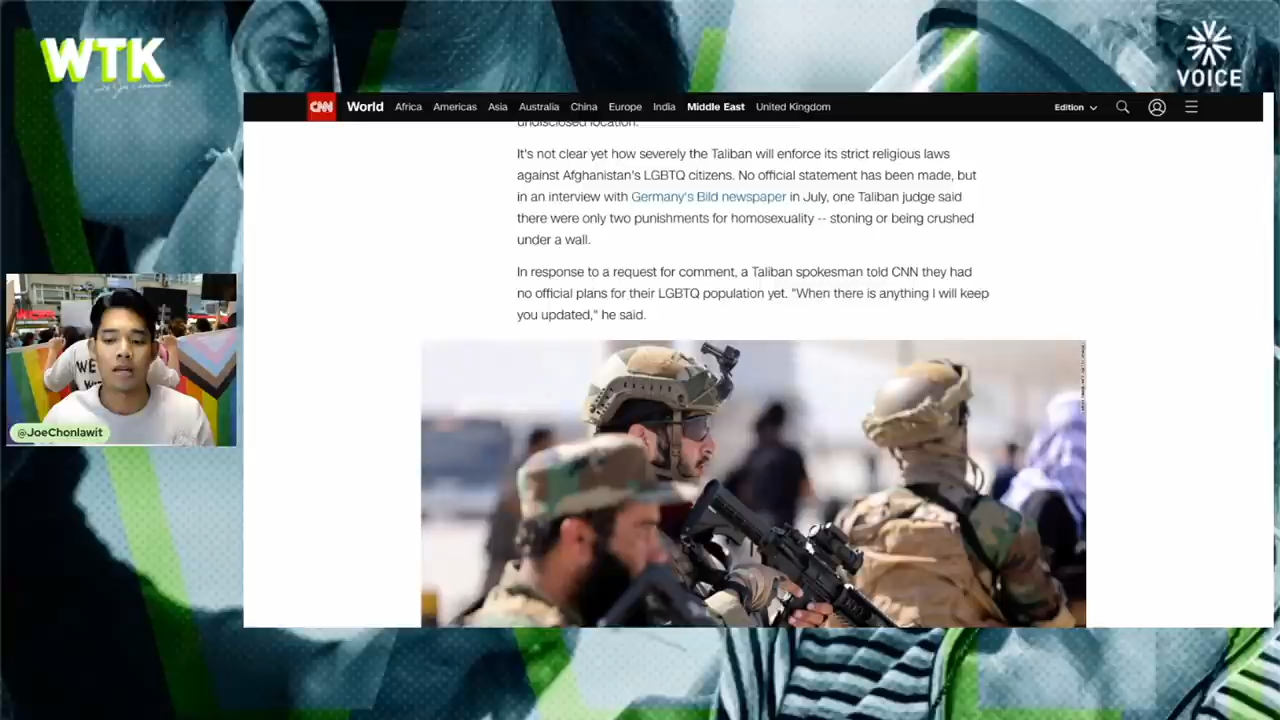 WTK
VOICE
CNN World Africa Americas Asia Australia China Europe India Middle East United Kingdom Edition
undisclosed location.
It's not clear yet how severely the Taliban will enforce its strict religious laws
against Afghanistan's LGBTQ citizens. No official statement has been made, but
in an interview with Germany's Bild newspaper in July, one Taliban judge said
there were only two punishments for homosexuality -- stoning or being crushed
under a wall.
In response to a request for comment, a Taliban spokesman told CNN they had
no official plans for their LGBTQ population yet. "When there is anything I will keep
you updated," he said.
WE
@JoeChonlawit